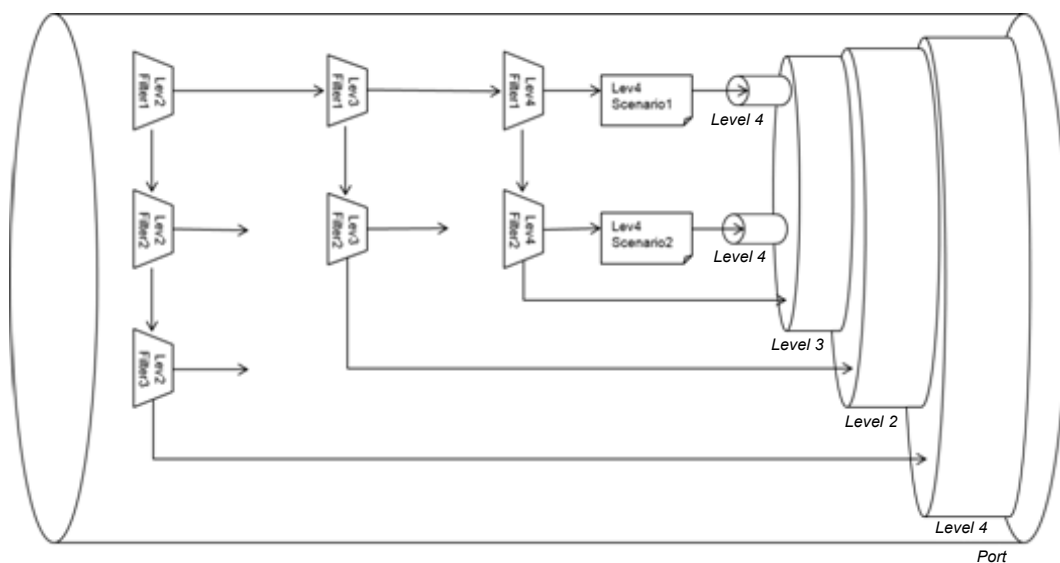 Lev2
Filter1
Lev3
Filter1
Lev4
Filter1
Lev4
Scenario1
Level 4
Lev2
Filter2
Lev3
Filter2
Lev4
Filter2
Lev4
Scenario2
Level 4
Lev2
Filter3
Level 3
Level 2
Level 4
Port